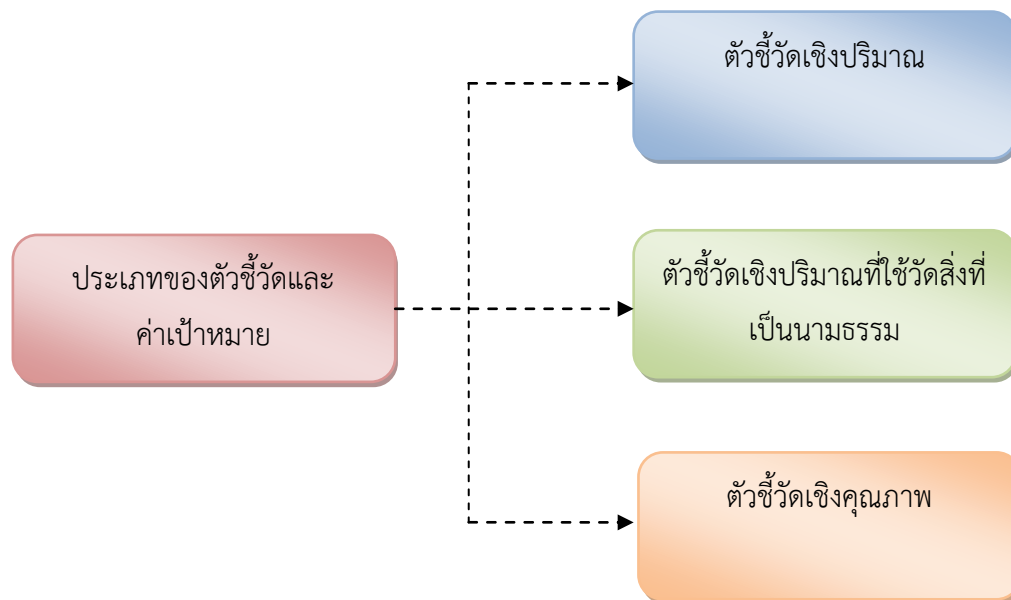 ตัวชี้วัดเชิงปริมาณ
ประเภทของตัวชี้วัดและ
ค่าเป้าหมาย
ตัวชี้วัดเชิงปริมาณที่ใช้วัดสิ่งที่
เป็นนามธรรม
ตัวชี้วัดเชิงคุณภาพ